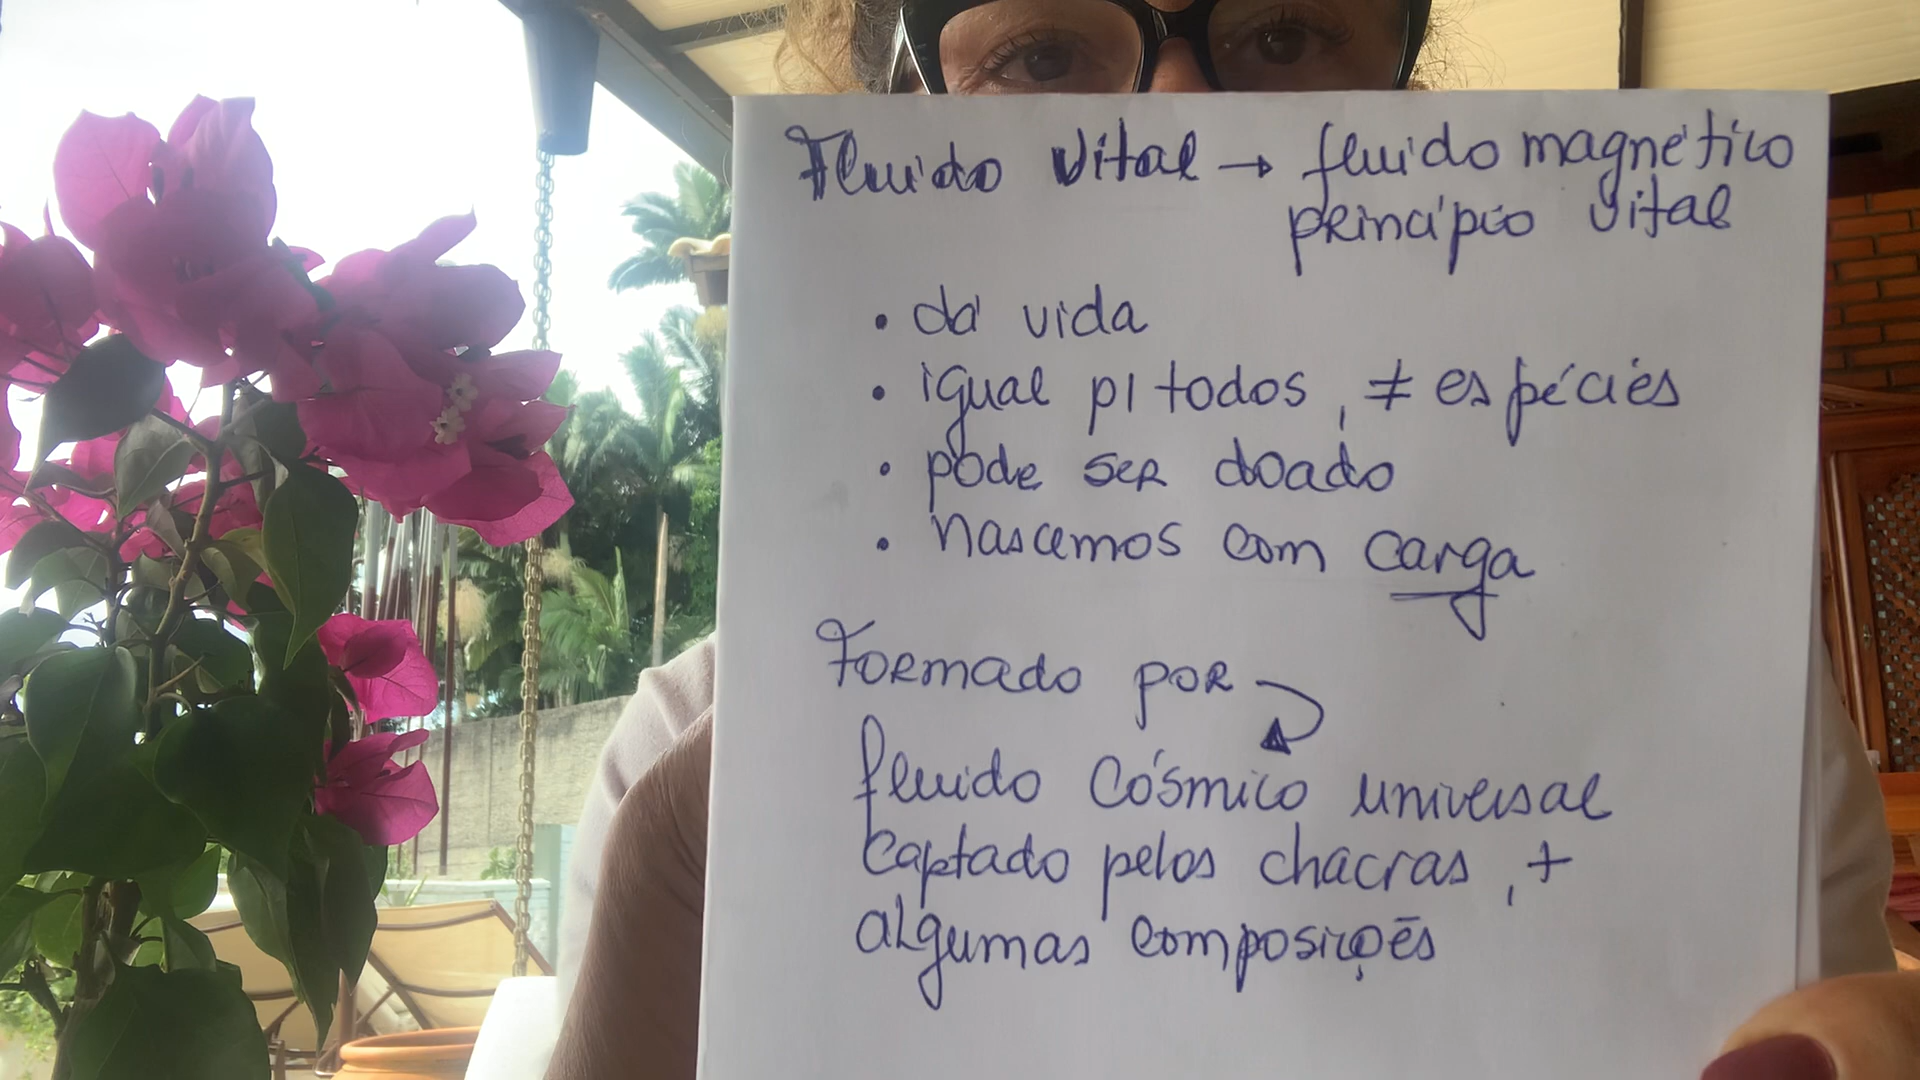 Fluido Vital → fluido magnético
princípio vital
• dá vida
• igual p/ todos, ≠ espécies
• pode ser doado
• nascemos com carga
Formado por
fluido cósmico universal
captado pelos chacras, +
algumas composições